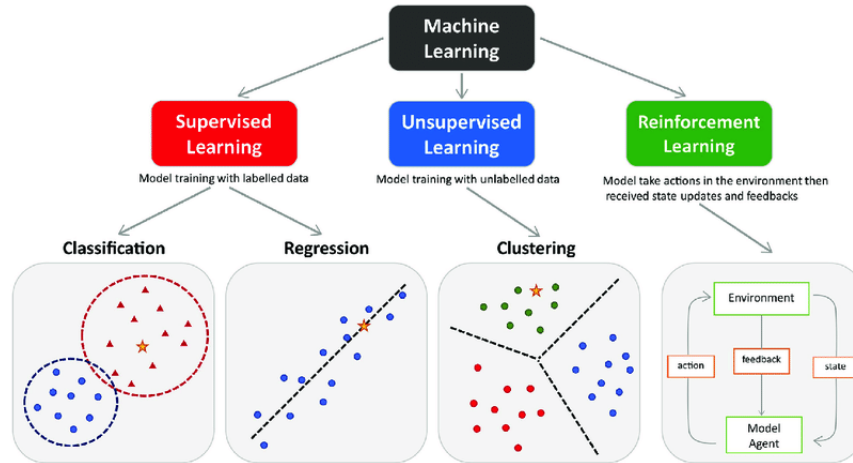 Machine
Learning
Supervised
Learning
Unsupervised
Learning
Reinforcement
Learning
Model training with labelled data
Model training with unlabelled data
Model take actions in the environment then
received state updates and feedbacks
Classification
Regression
Clustering
Environment
action
feedback
state
Model
Agent